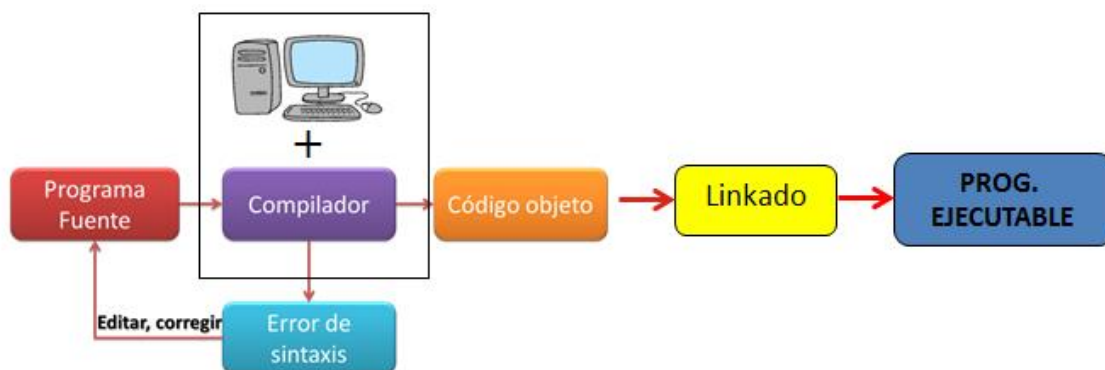 +
Programa
Fuente
Compilador
Código objeto
Linkado
PROG.
EJECUTABLE
Editar, corregir
Error de
sintaxis